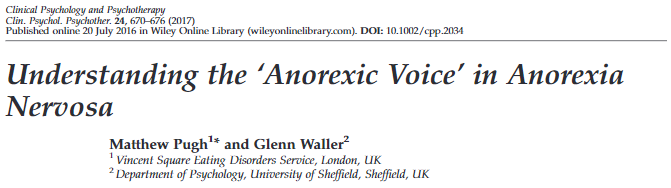 Clinical Psychology and Psychotherapy
Clin. Psychol. Psychother. 24, 670–676 (2017)
Published online 20 July 2016 in Wiley Online Library (wileyonlinelibrary.com). DOI: 10.1002/cpp.2034
Understanding the ‘Anorexic Voice’ in Anorexia
Nervosa
Matthew Pugh1* and Glenn Waller2
1 Vincent Square Eating Disorders Service, London, UK
2 Department of Psychology, University of Sheffield, Sheffield, UK